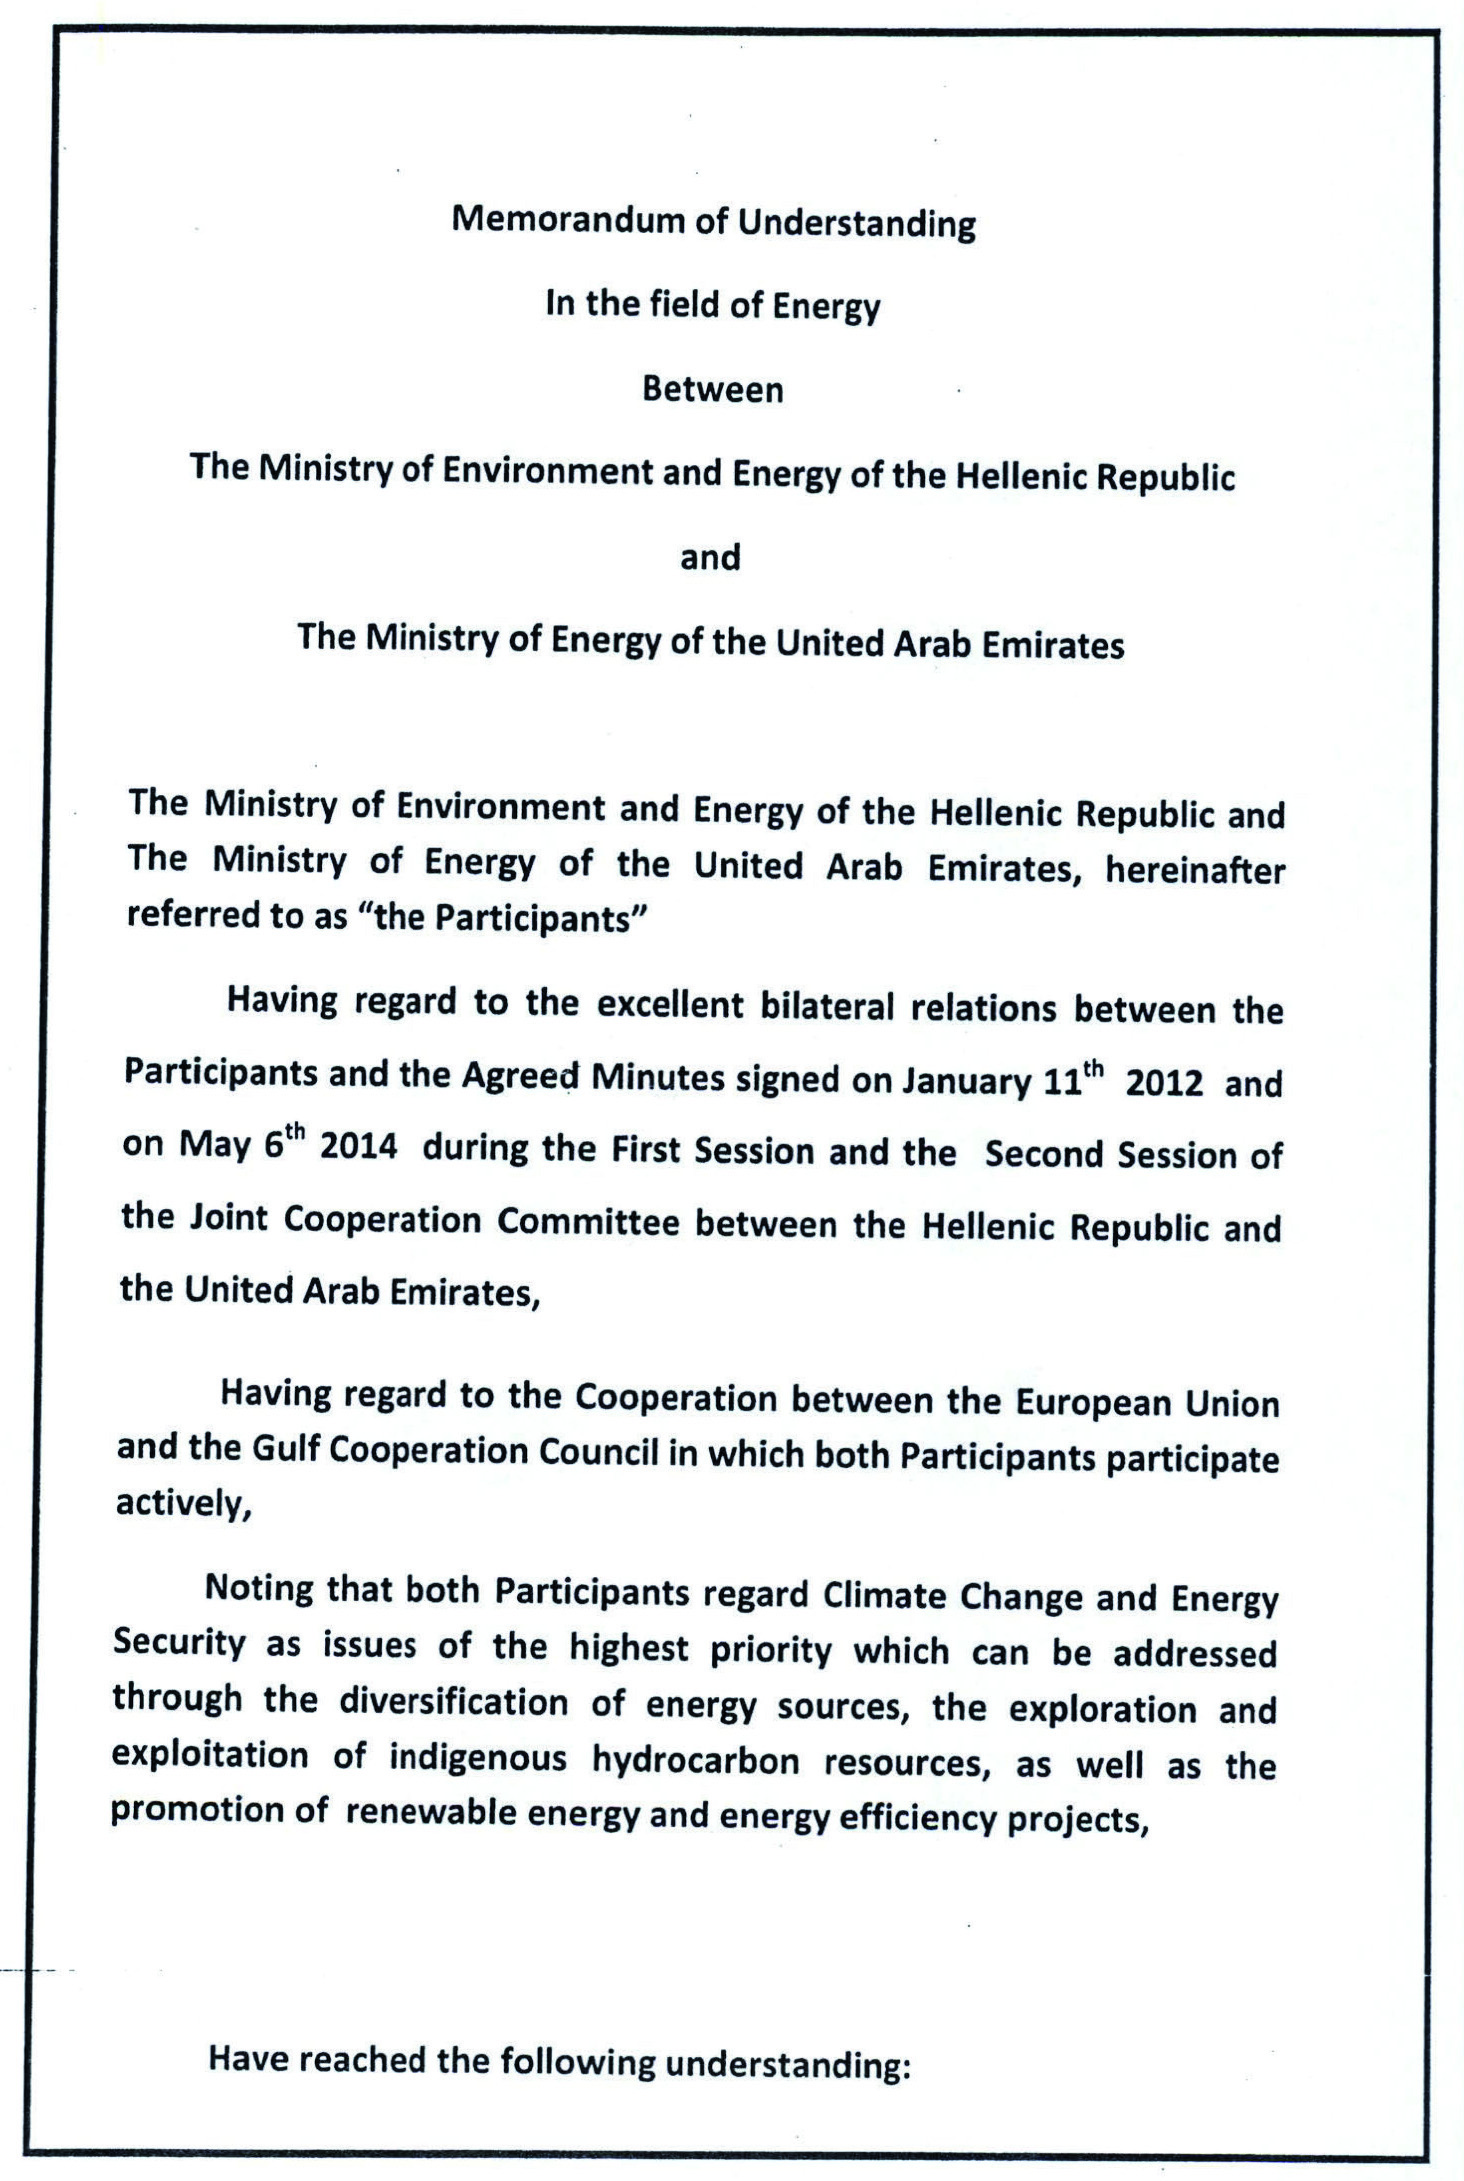 Memorandum of Understanding
In the field of Energy
Between
The Ministry of Environment and Energy of the Hellenic Republic
and
The Ministry of Energy of the United Arab Emirates
The Ministry of Environment and Energy of the Hellenic Republic and
The Ministry of Energy of the United Arab Emirates, hereinafter
referred to as “the Participants”
Having regard to the excellent bilateral relations between the
Participants and the Agreed Minutes signed on January 11th 2012 and
on May 6th 2014 during the First Session and the Second Session of
the Joint Cooperation Committee between the Hellenic Republic and
the United Arab Emirates,
Having regard to the Cooperation between the European Union
and the Gulf Cooperation Council in which both Participants participate
actively,
Noting that both Participants regard Climate Change and Energy
Security as issues of the highest priority which can be addressed
through the diversification of energy sources, the exploration and
exploitation of indigenous hydrocarbon resources, as well as the
promotion of renewable energy and energy efficiency projects,
Have reached the following understanding: